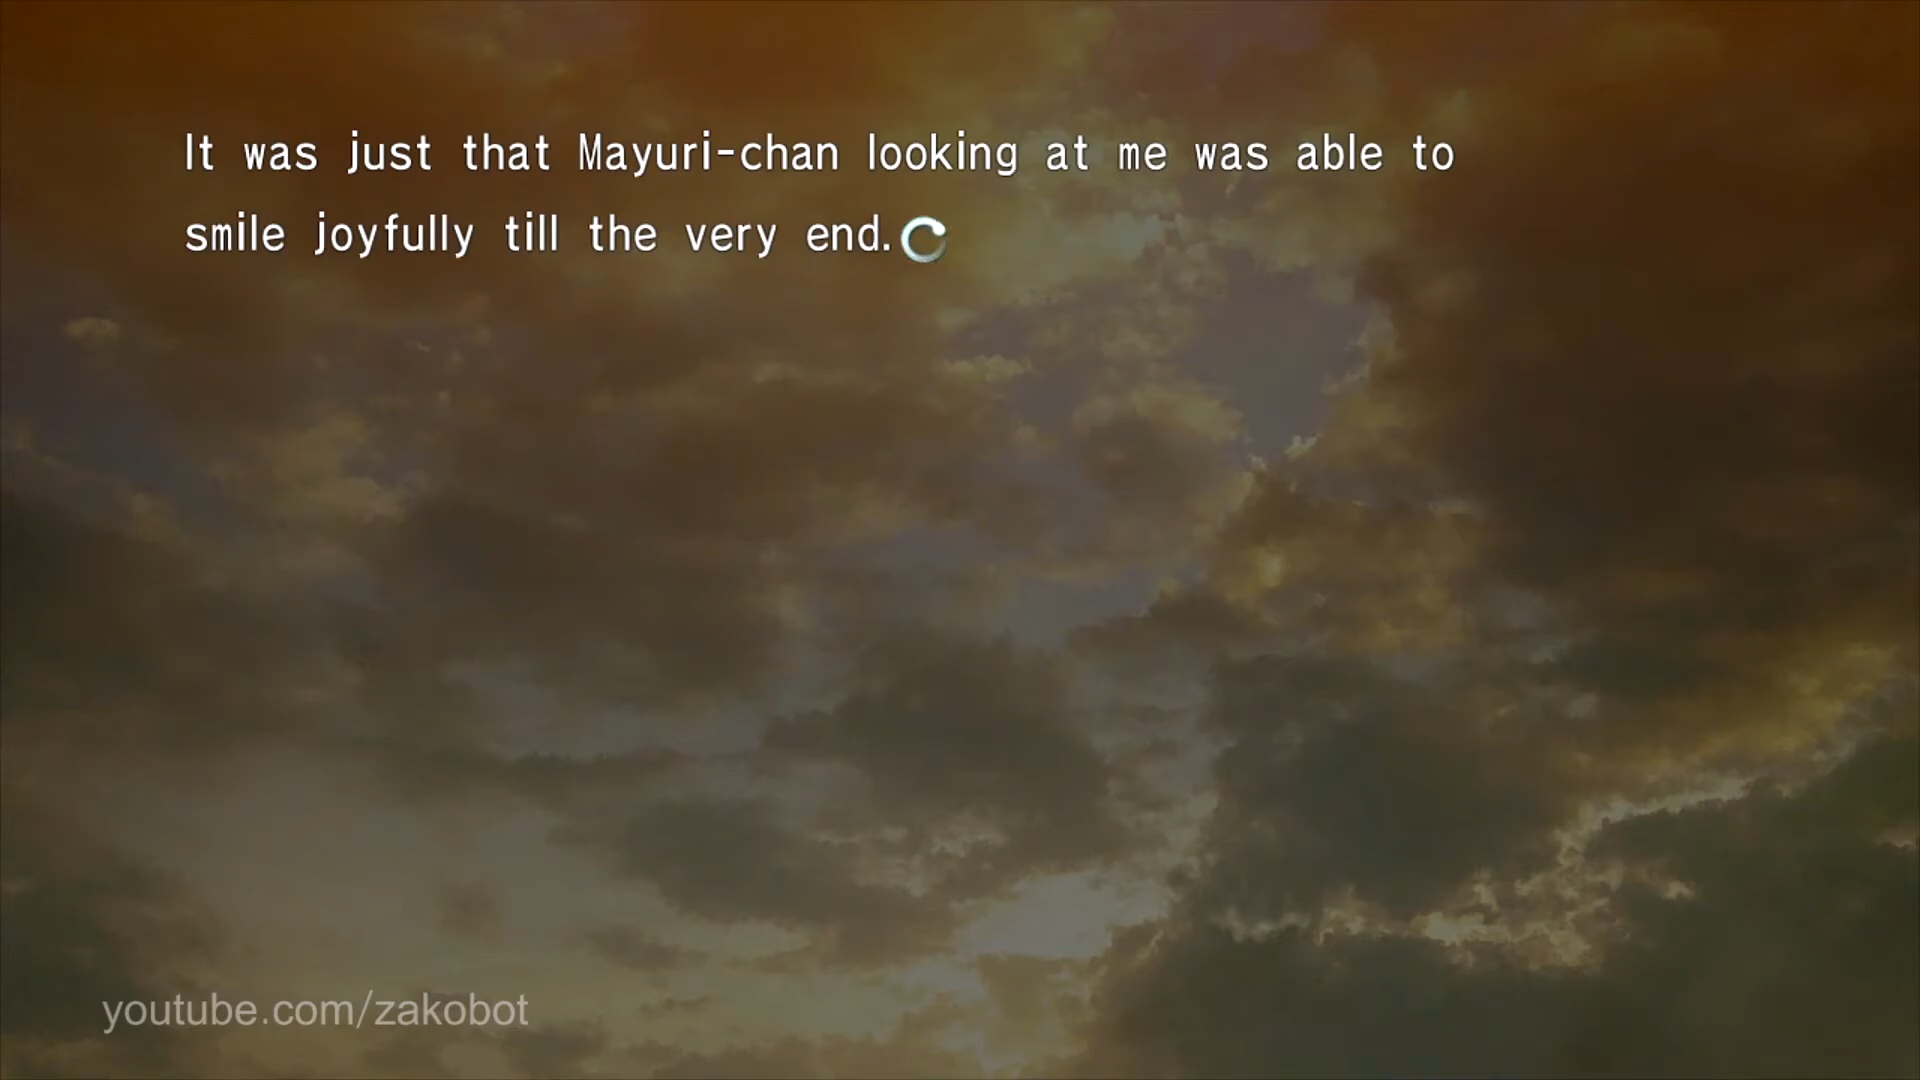 It was just that Mayuri-chan looking at me was able to
smile joyfully till the very end.
youtube.com/zakobot